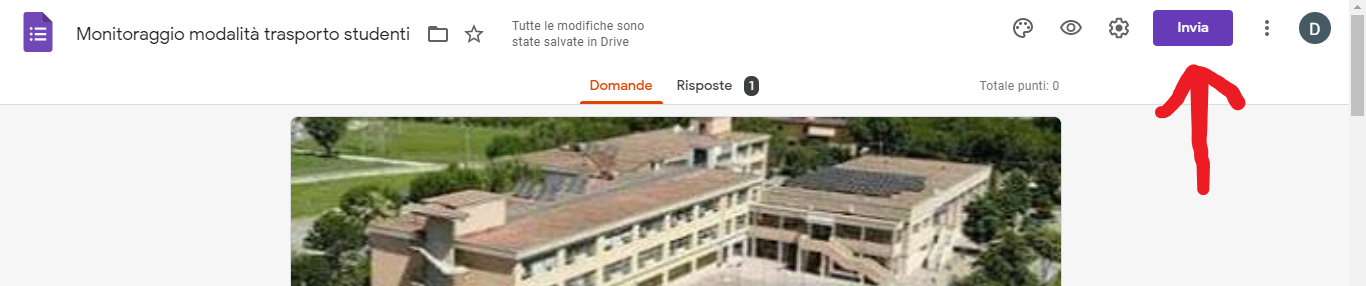 Monitoraggio modalità trasporto studenti
Tutte le modifiche sono
state salvate in Drive
Invia
D
Domande
Risposte 1
Totale punti: 0